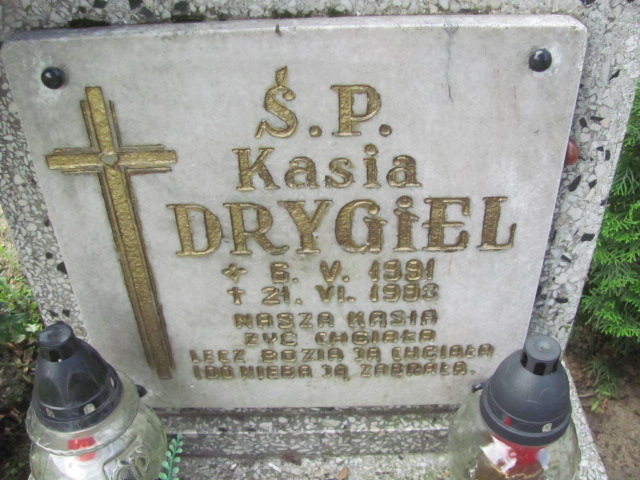 Ś.P.
Kasia
DRYGiEL
* 6. V. 1991
† 21. VI. 1993
NASZA KASIA
ŻYĆ CHCIAŁA
LECZ BOZIA JĄ CHCIAŁA
I DO NIEBA JĄ ZABRAŁA.